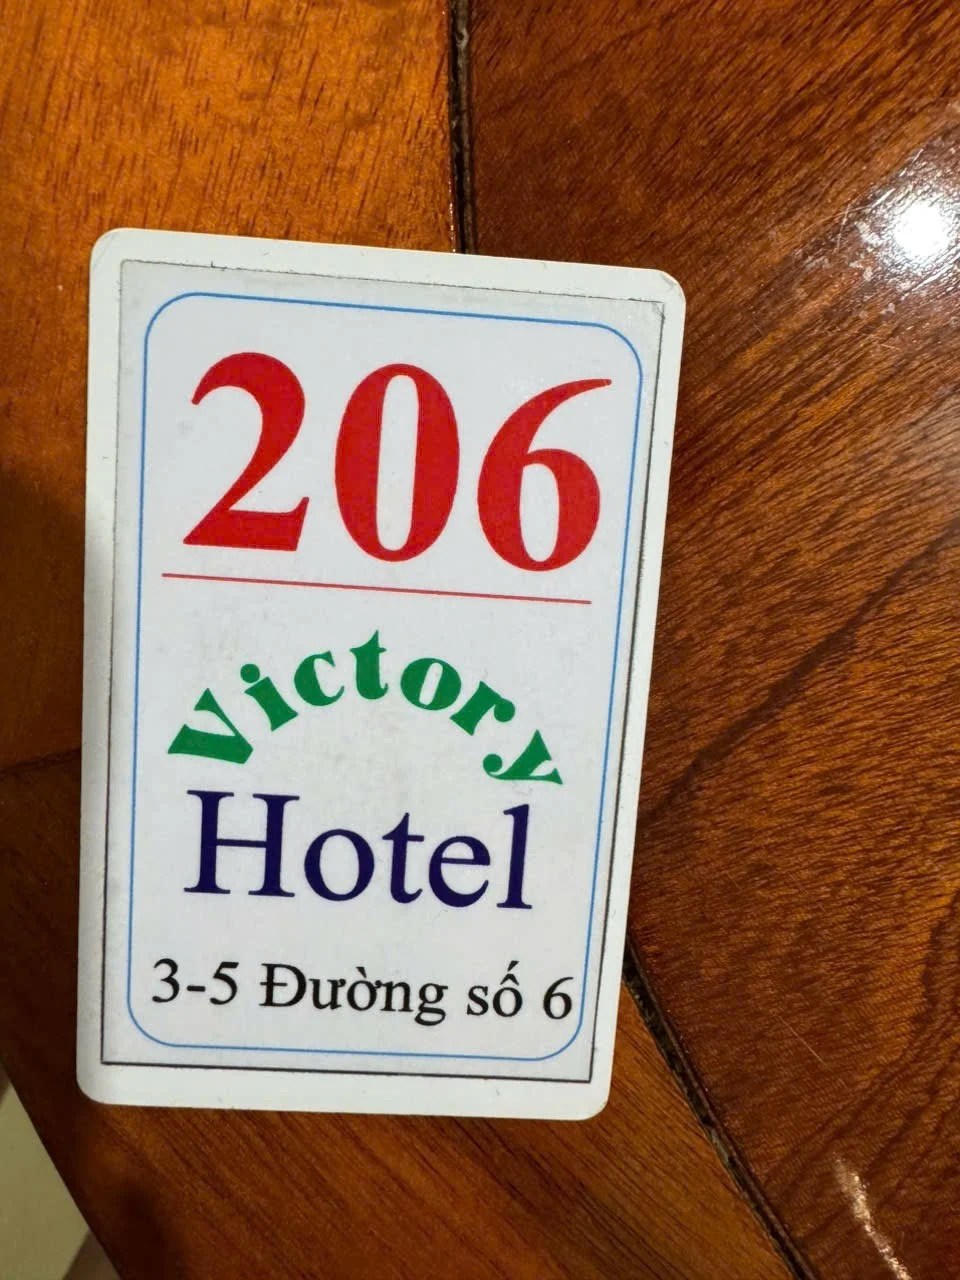 206
Victory
Hotel
3-5 Đường số 6